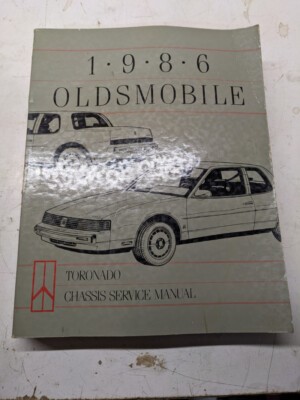 1·9·8·6
OLDSMOBILE
TORONADO
CHASSIS SERVICE MANUAL